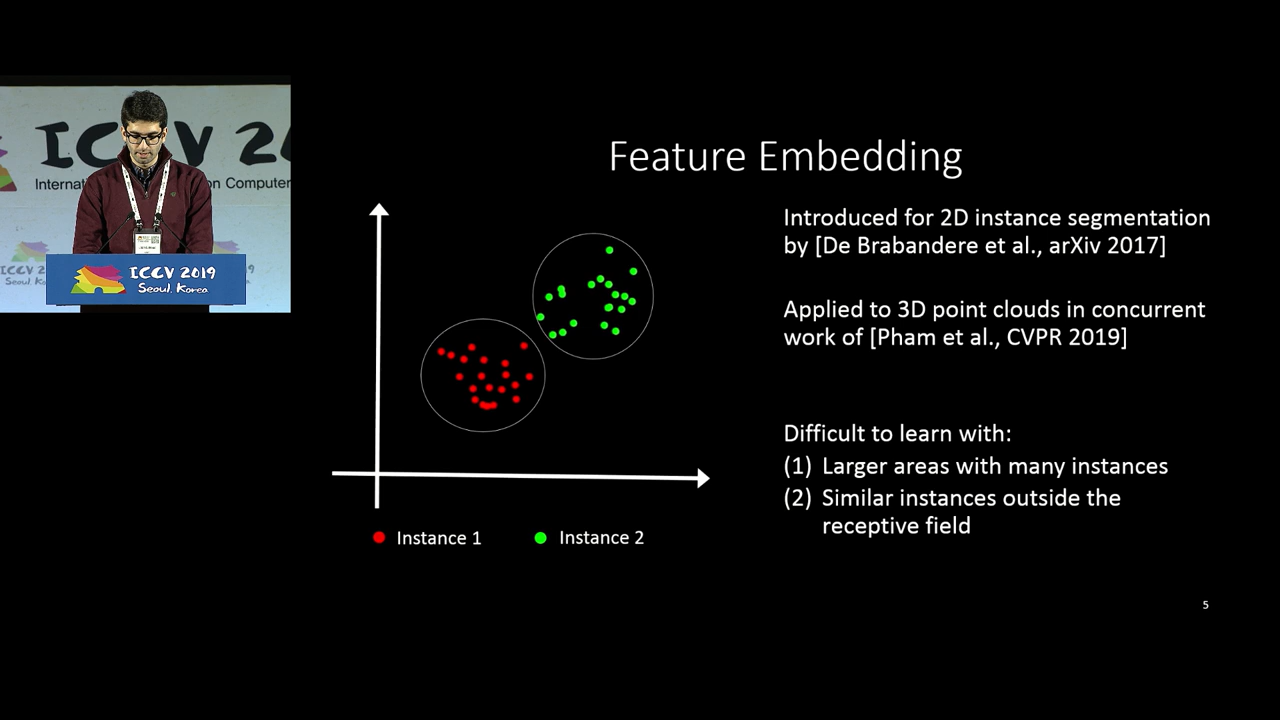 ICCV 2
Internat on Computer
ICCV 2019
Seoul, Korea
Feature Embedding
Introduced for 2D instance segmentation
by [De Brabandere et al., arXiv 2017]
Applied to 3D point clouds in concurrent
work of [Pham et al., CVPR 2019]
Difficult to learn with:
(1) Larger areas with many instances
(2) Similar instances outside the
receptive field
Instance 1
Instance 2
5